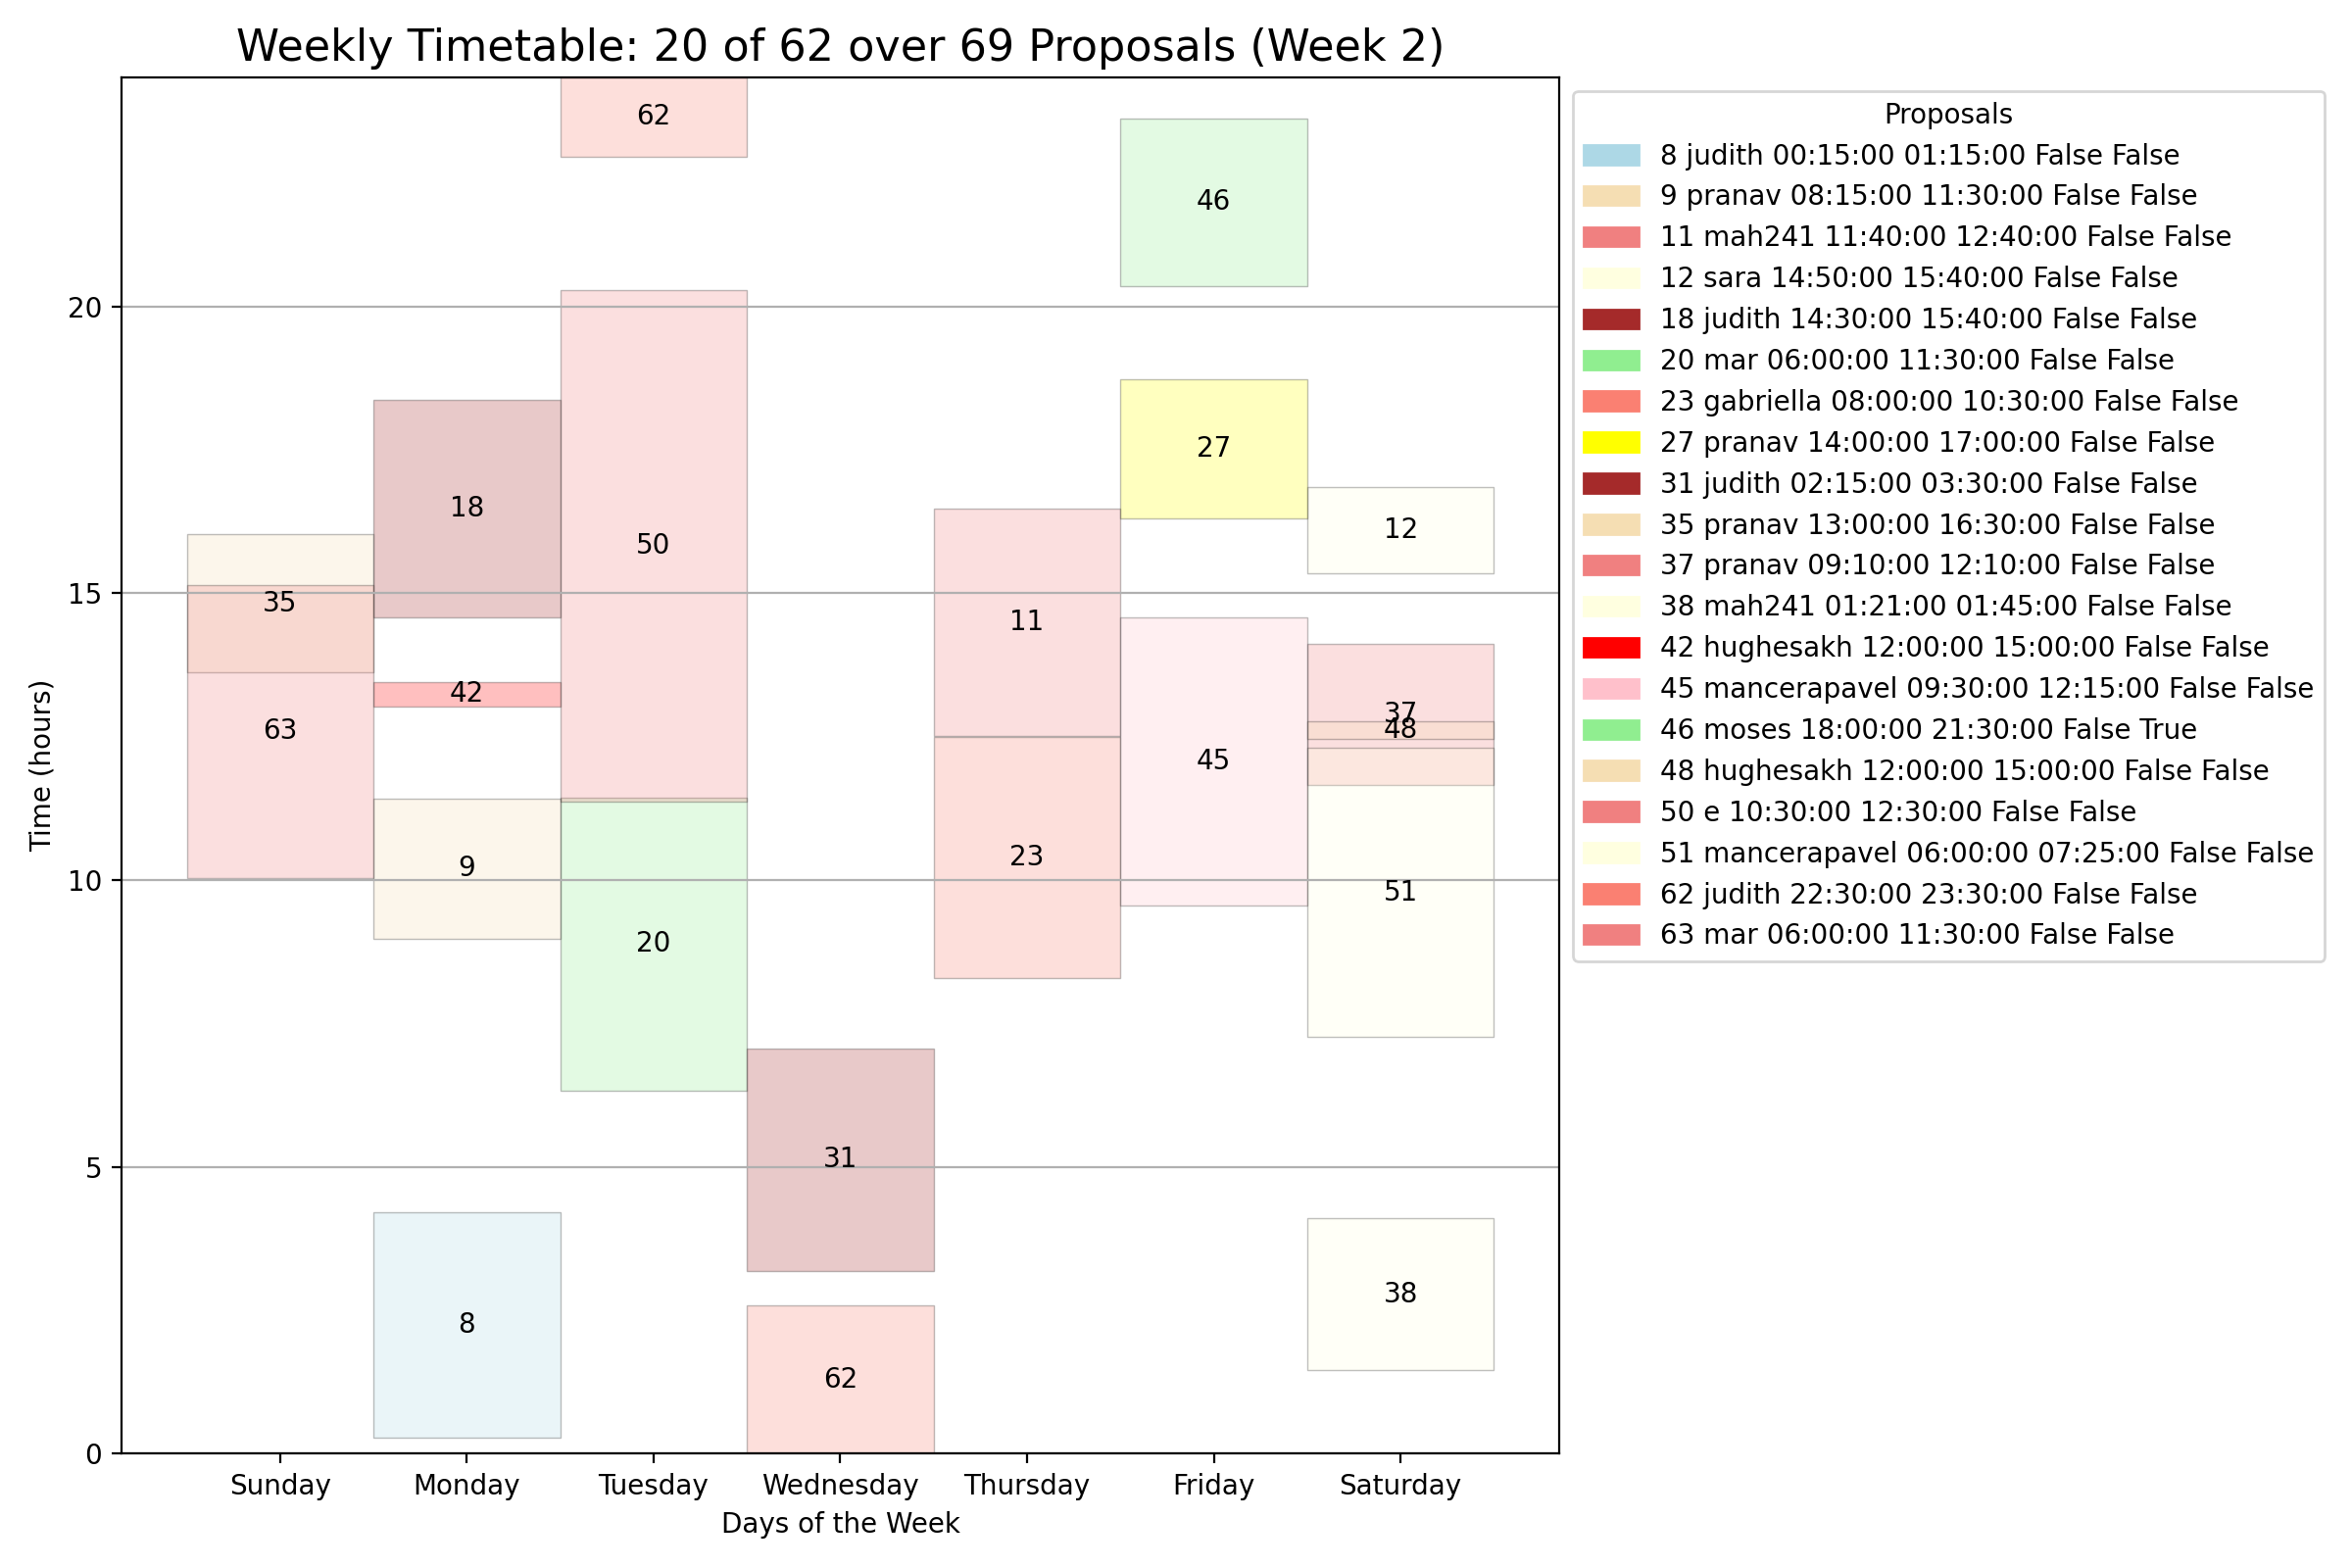 Weekly Timetable: 20 of 62 over 69 Proposals (Week 2)
Time (hours)
20
15
10
5
0
62
46
50
27
18
12
35
11
63
42
37
48
45
9
23
51
20
31
8
62
38
Sunday Monday Tuesday Wednesday Thursday Friday Saturday
Days of the Week
Proposals
8 judith 00:15:00 01:15:00 False False
9 pranav 08:15:00 11:30:00 False False
11 mah241 11:40:00 12:40:00 False False
12 sara 14:50:00 15:40:00 False False
18 judith 14:30:00 15:40:00 False False
20 mar 06:00:00 11:30:00 False False
23 gabriella 08:00:00 10:30:00 False False
27 pranav 14:00:00 17:00:00 False False
31 judith 02:15:00 03:30:00 False False
35 pranav 13:00:00 16:30:00 False False
37 pranav 09:10:00 12:10:00 False False
38 mah241 01:21:00 01:45:00 False False
42 hughesakh 12:00:00 15:00:00 False False
45 mancerapavel 09:30:00 12:15:00 False False
46 moses 18:00:00 21:30:00 False True
48 hughesakh 12:00:00 15:00:00 False False
50 e 10:30:00 12:30:00 False False
51 mancerapavel 06:00:00 07:25:00 False False
62 judith 22:30:00 23:30:00 False False
63 mar 06:00:00 11:30:00 False False